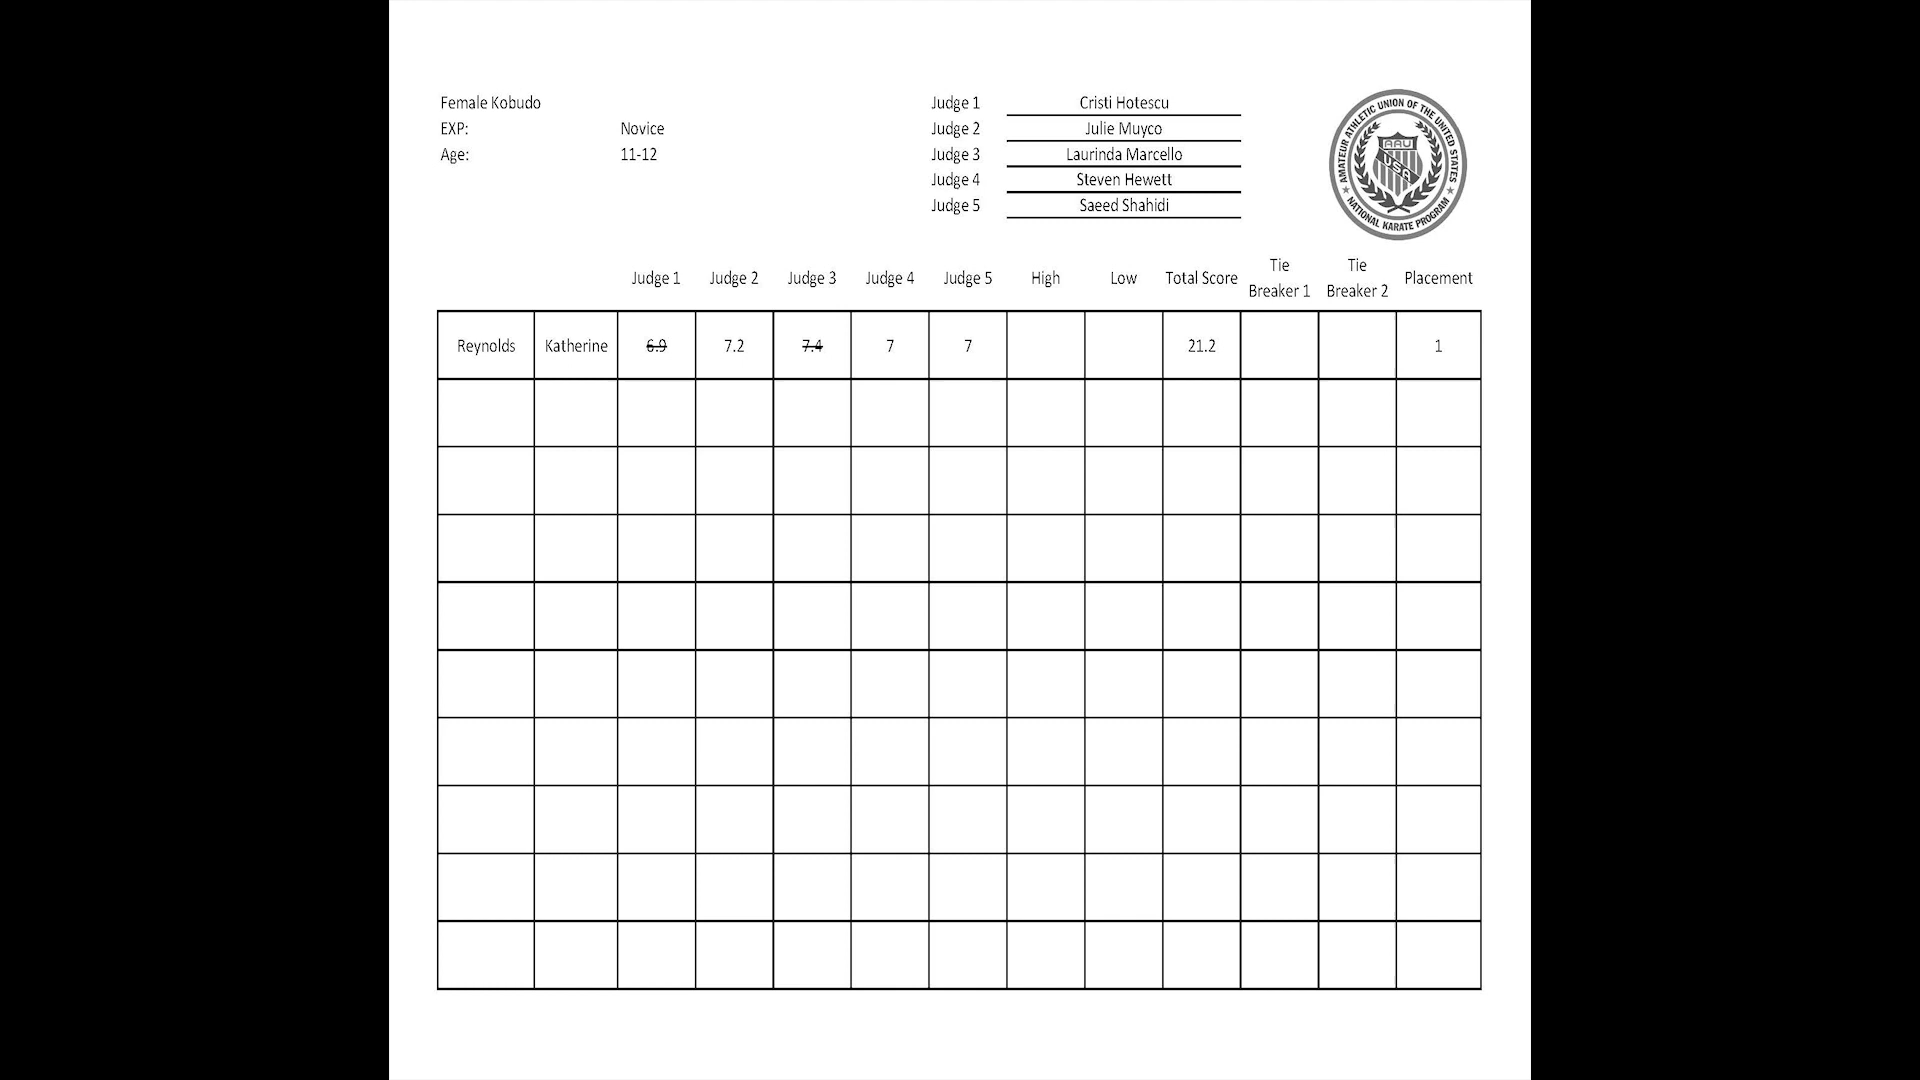 Female Kobudo
EXP: Novice
Age: 11-12
Judge 1 Cristi Hotescu
Judge 2 Julie Muyco
Judge 3 Laurinda Marcello
Judge 4 Steven Hewett
Judge 5 Saeed Shahidi
AMATEUR ATHLETIC UNION OF THE UNITED STATES
AAU
USA
NATIONAL KARATE PROGRAM
Judge 1 Judge 2 Judge 3 Judge 4 Judge 5 High Low Total Score Tie Breaker 1 Tie Breaker 2 Placement
Reynolds Katherine 6.9 7.2 7.4 7 7 21.2 1